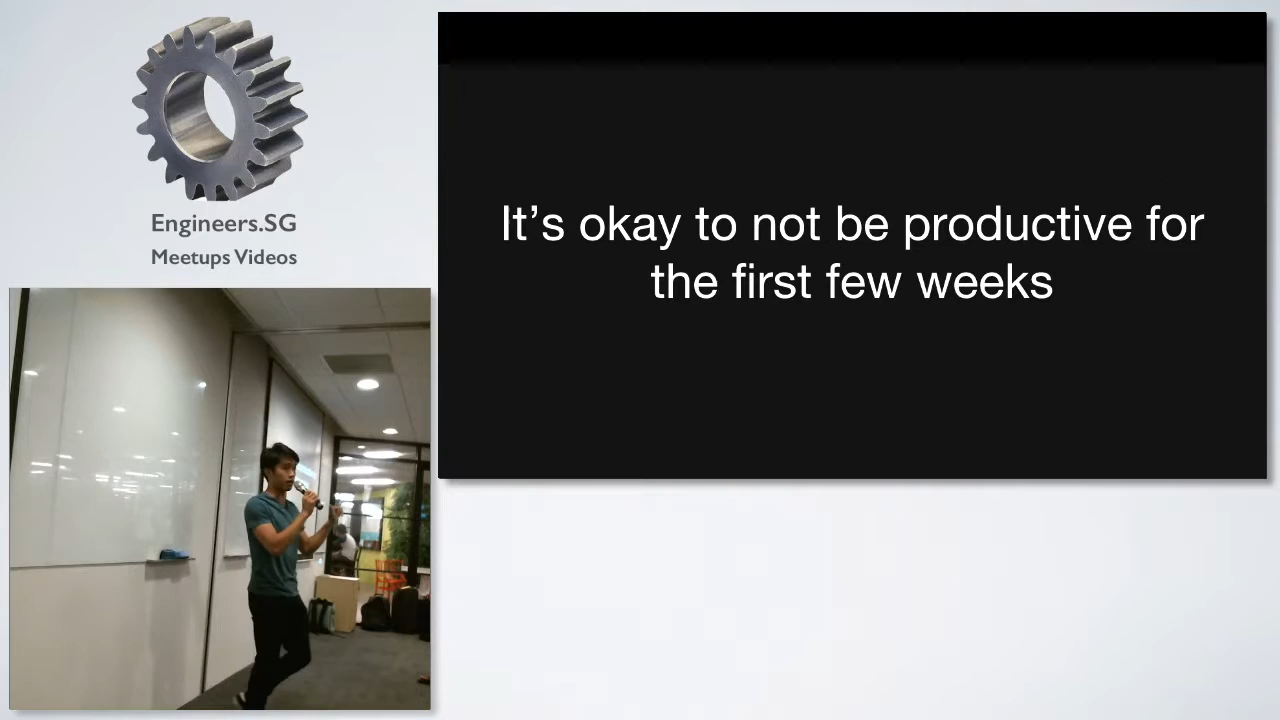 Engineers.SG
Meetups Videos
It’s okay to not be productive for
the first few weeks